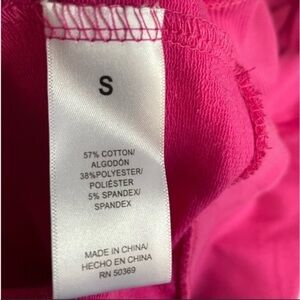 S
57% COTTON/
ALGODÓN
38%POLYESTER/
POLIÉSTER
5% SPANDEX/
SPANDEX
MADE IN CHINA/
HECHO EN CHINA
RN 50369